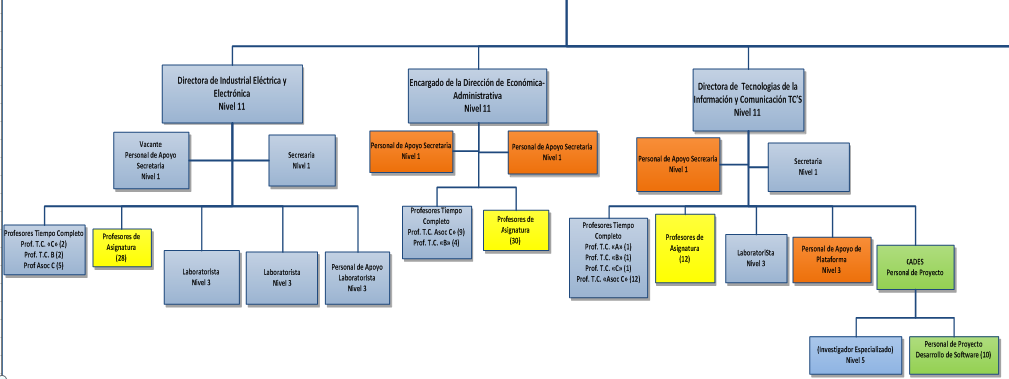 Directora de Industrial Eléctrica y
Electrónica
Nivel 11
Encargado de la Dirección de Económica-
Administrativa
Nivel 11
Directora de Tecnologías de la
Información y Comunicación TC'S
Nivel 11
Vacante
Personal de Apoyo
Secretaria
Nivel 1
Secresaria
Nivel 1
Personal de Apoyo Secretaria
Nivel 1
Personal de Apoyo Secretaria
Nivel 1
Personal de Apoyo Secrearia
Nivel 1
Secretaría
Nivel 1
Profesores Tiempo Completo
Prof. T.C. «C» (2)
Prof. T.C. B (2)
Prof Asoc C (5)
Profesores de
Asignatura
(28)
Laboratorista
Nivel 3
Laboratorista
Nivel 3
Personal de Apoyo
Laboratorista
Nivel 3
Profesores Tiempo
Completo
Prof. T.C. Asoc C» (9)
Prof. T.C. «B» (4)
Profesores de
Asignatura
(30)
Profesores Tiempo
Completo
Prof. T.C. «A» (1)
Prof. T.C. «B» (1)
Prof. T.C. «C» (1)
Prof. T.C. «Asoc C» (12)
Profesores de
Asignatura
(12)
Laboratorista
Nivel 3
Personal de Apoyo de
Plataforma
Nivel 3
CADES
Personal de Proyecto
(Investigador Especializado)
Nivel 5
Personal de Proyecto
Desarrollo de Software (10)